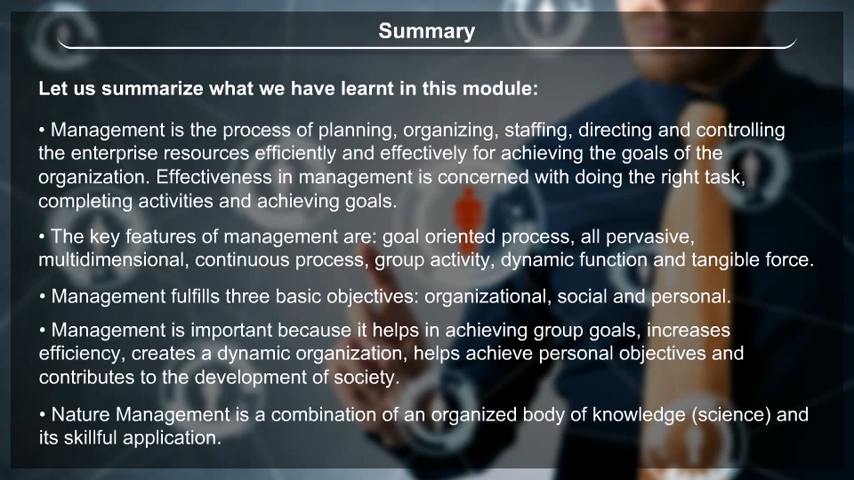 Summary
Let us summarize what we have learnt in this module:
• Management is the process of planning, organizing, staffing, directing and controlling
the enterprise resources efficiently and effectively for achieving the goals of the
organization. Effectiveness in management is concerned with doing the right task,
completing activities and achieving goals.
• The key features of management are: goal oriented process, all pervasive,
multidimensional, continuous process, group activity, dynamic function and tangible force.
• Management fulfills three basic objectives: organizational, social and personal.
• Management is important because it helps in achieving group goals, increases
efficiency, creates a dynamic organization, helps achieve personal objectives and
contributes to the development of society.
• Nature Management is a combination of an organized body of knowledge (science) and
its skillful application.